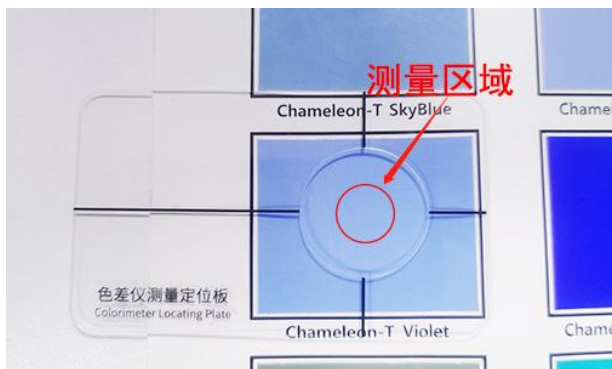 测量区域
Chameleon-T SkyBlue
Chamel
色差仪测量定位板
Colorimeter Locating Plate
Chameleon-T Violet
Chame